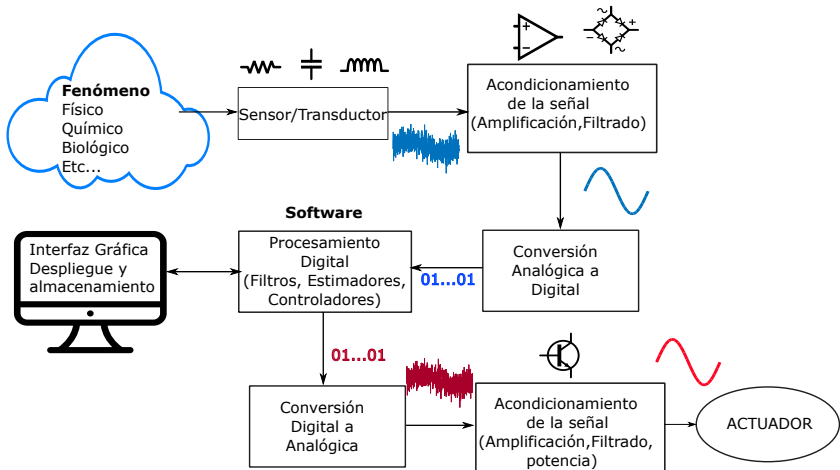 Fenómeno
Físico
Químico
Biológico
Etc...
Sensor/Transductor
Acondicionamiento
de la señal
(Amplificación,Filtrado)
Conversión
Analógica a
Digital
01...01
Software
Procesamiento
Digital
(Filtros, Estimadores,
Controladores)
Interfaz Gráfica
Despliegue y
almacenamiento
01...01
Conversión
Digital a
Analógica
Acondicionamiento
de la señal
(Amplificación,Filtrado,
potencia)
ACTUADOR